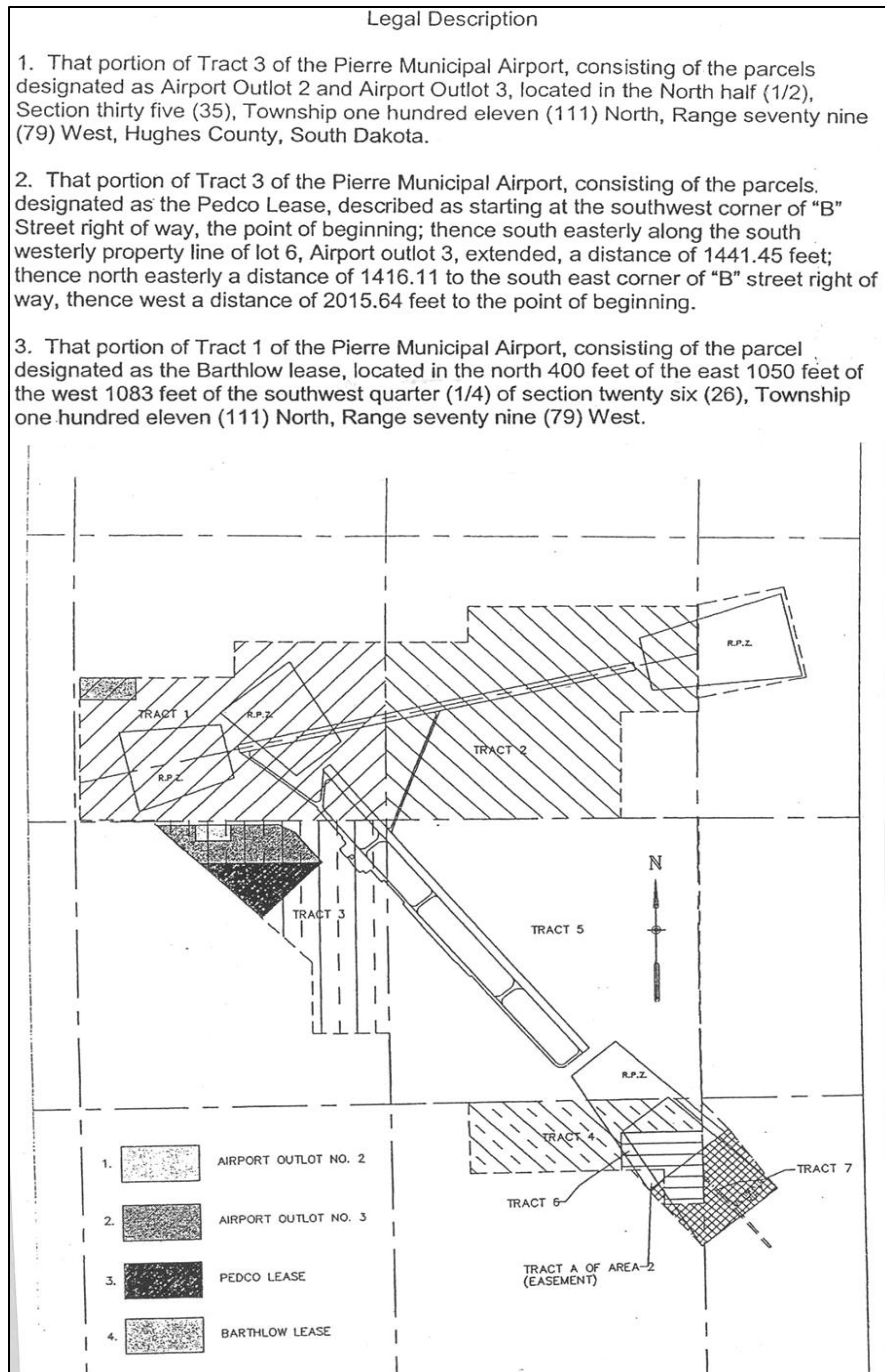 Legal Description
1. That portion of Tract 3 of the Pierre Municipal Airport, consisting of the parcels
designated as Airport Outlot 2 and Airport Outlot 3, located in the North half (1/2),
Section thirty five (35), Township one hundred eleven (111) North, Range seventy nine
(79) West, Hughes County, South Dakota.
2. That portion of Tract 3 of the Pierre Municipal Airport, consisting of the parcels.
designated as the Pedco Lease, described as starting at the southwest corner of "B"
Street right of way, the point of beginning; thence south easterly along the south
westerly property line of lot 6, Airport outlot 3, extended, a distance of 1441.45 feet;
thence north easterly a distance of 1416.11 to the south east corner of "B" street right of
way, thence west a distance of 2015.64 feet to the point of beginning.
3. That portion of Tract 1 of the Pierre Municipal Airport, consisting of the parcel
designated as the Barthlow lease, located in the north 400 feet of the east 1050 feet of
the west 1083 feet of the southwest quarter (1/4) of section twenty six (26), Township
one hundred eleven (111) North, Range seventy nine (79) West.
R.P.Z.
TRACT 1
R.P.Z.
TRACT 2
R.P.Z.
N
TRACT 3
TRACT 5
R.P.Z.
TRACT 4
TRACT 7
TRACT 6
TRACT A OF AREA-2
(EASEMENT)
1. AIRPORT OUTLOT NO. 2
2. AIRPORT OUTLOT NO. 3
3. PEDCO LEASE
4. BARTHLOW LEASE